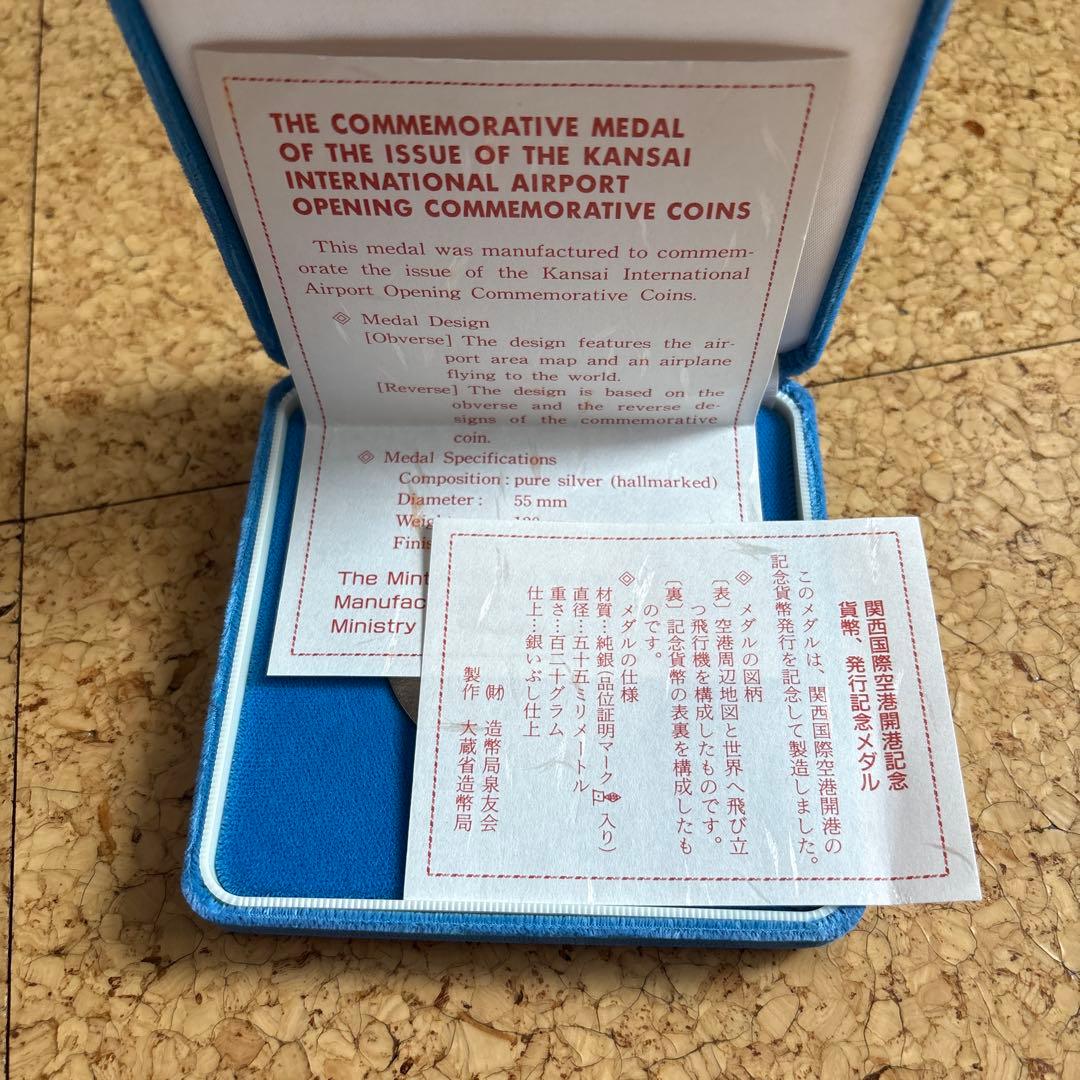 THE COMMEMORATIVE MEDAL
OF THE ISSUE OF THE KANSAI
INTERNATIONAL AIRPORT
OPENING COMMEMORATIVE COINS
This medal was manufactured to commem-
orate the issue of the Kansai International
Airport Opening Commemorative Coins.
◈ Medal Design
[Obverse] The design features the air-
port area map and an airplane
flying to the world.
[Reverse] The design is based on the
obverse and the reverse de-
signs of the commemorative
coin.
◈ Medal Specifications
Composition : pure silver (hallmarked)
Diameter : 55 mm
The Mint
Ministry
関西国際空港開港記念
貨幣、発行記念メダル
このメダルは、関西国際空港開港の
記念貨幣発行を記念して製造しました。
◈ メダルの図柄
〔表〕空港周辺地図と世界へ飛び立
つ飛行機を構成したものです。
〔裏〕記念貨幣の表裏を構成したも
のです。
◈ メダルの仕様
材質…純銀(品位証明マーク入り)
直径…五十五ミリメートル
重さ…百二十グラム
仕上…銀いぶし仕上
(財) 造幣局泉友会
製作 大蔵省造幣局